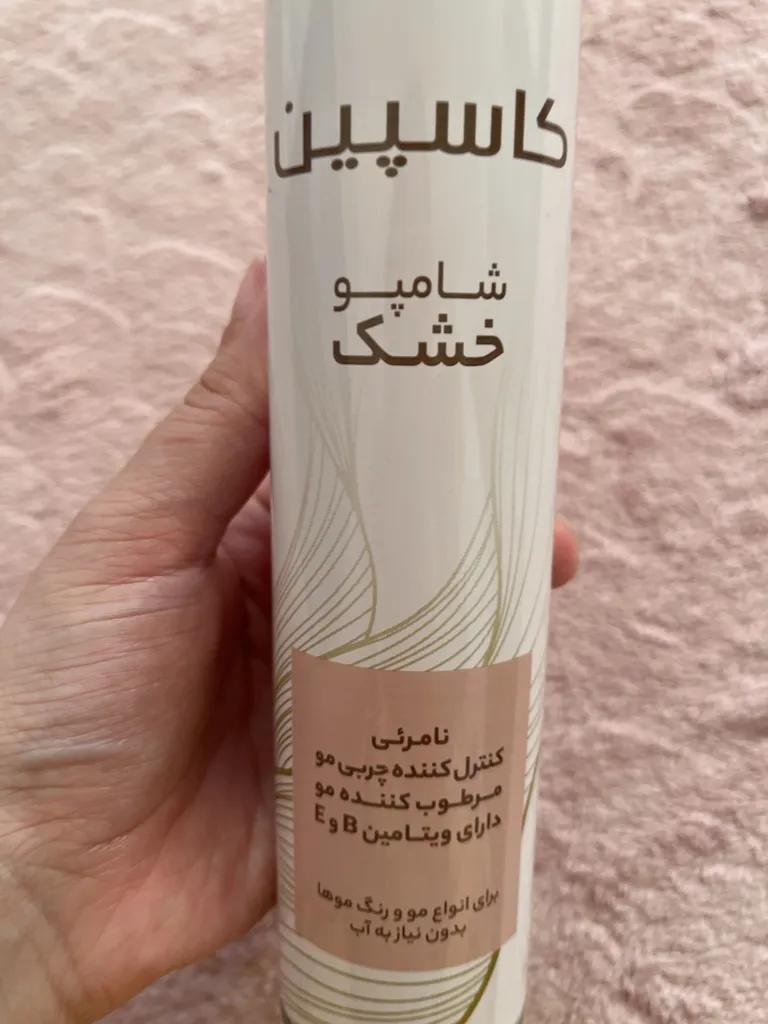 کاسپین
شامپو
خشک
نامرئی
کنترل کننده چربی مو
مرطوب کننده مو
دارای ویتامین B و E
برای انواع مو و رنگ موها
بدون نیاز به آب